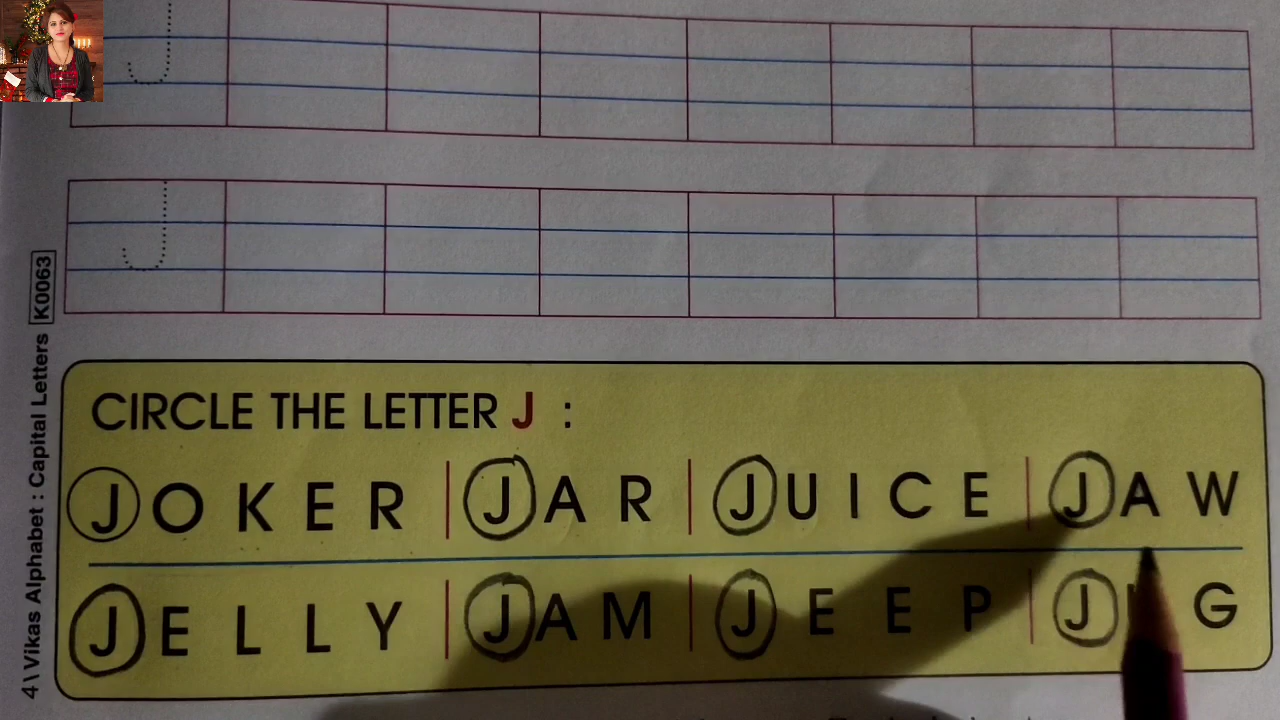 J
J
4\Vikas Alphabet : Capital Letters K0063
CIRCLE THE LETTER J :
JOKER JAR JUICE JAW
JELLY JAM JEEP